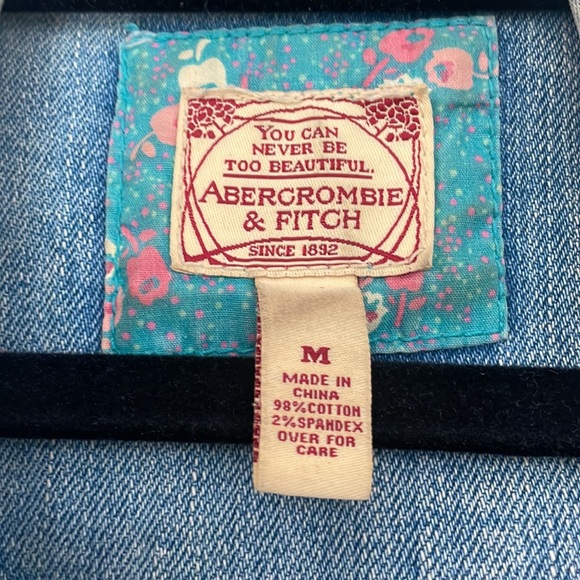 YOU CAN
NEVER BE
TOO BEAUTIFUL.
ABERCROMBIE
& FITCH
SINCE 1892
M
MADE IN
CHINA
98%COTTON
2%SPANDEX
OVER FOR
CARE